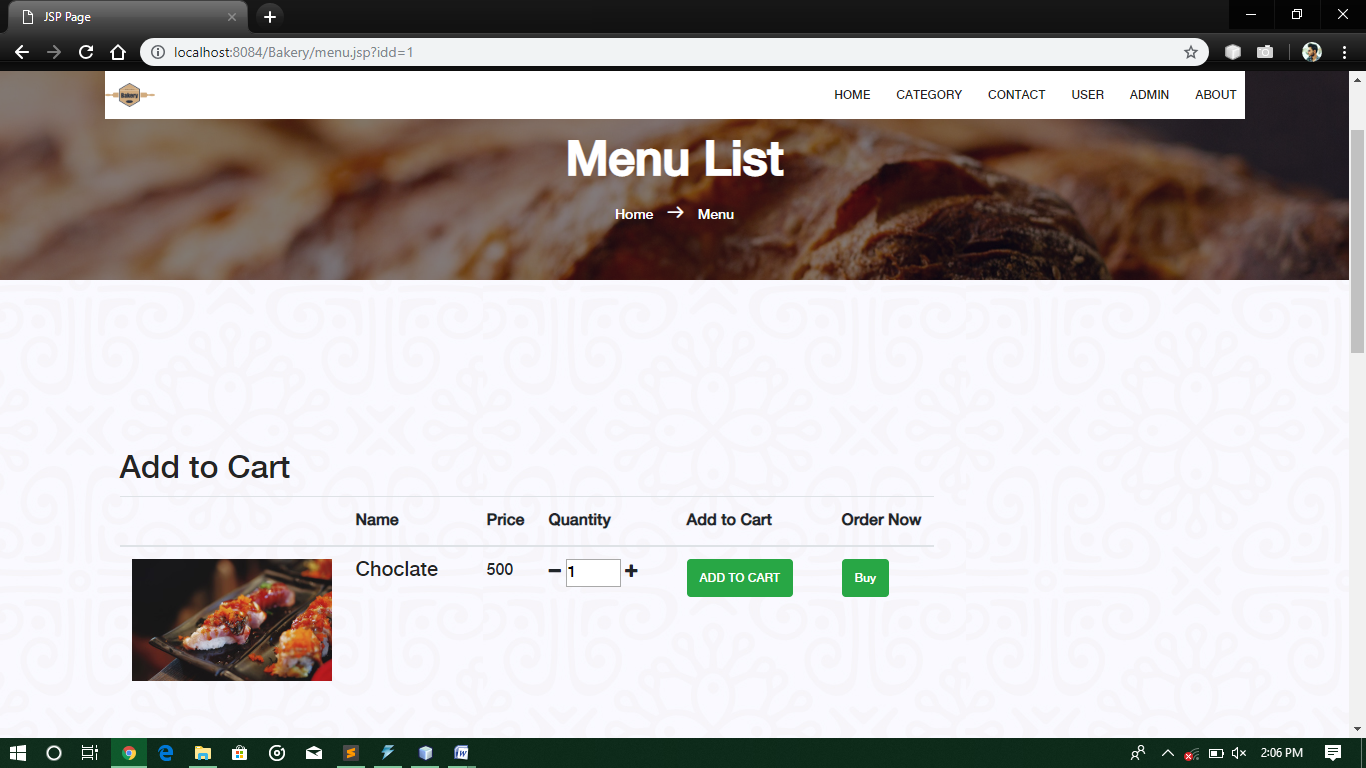 JSP Page
localhost:8084/Bakery/menu.jsp?idd=1
Bakery
HOME CATEGORY CONTACT USER ADMIN ABOUT
Menu List
Home → Menu
Add to Cart
Name Price Quantity Add to Cart Order Now
Choclate 500 1 ADD TO CART Buy
2:06 PM